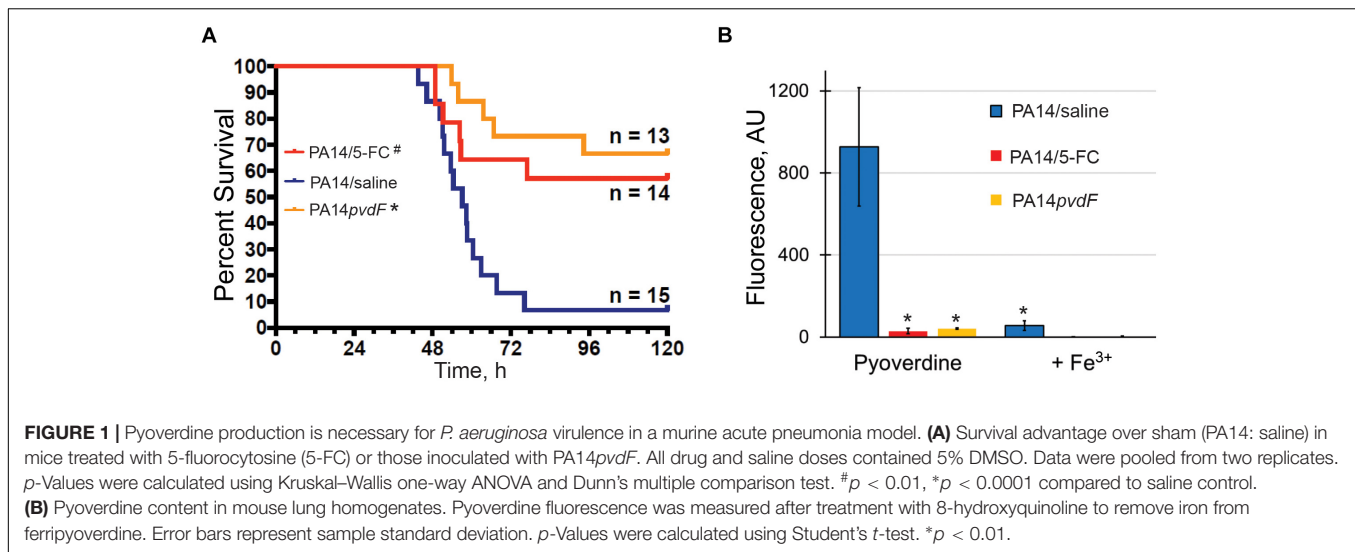 A
Percent Survival
100
90
80
70
60
50
40
30
20
10
0
PA14/5-FC #
PA14/saline
PA14pvdF *
n = 13
n = 14
n = 15
0 24 48 72 96 120
Time, h
B
Fluorescence, AU
1200
800
400
0
PA14/saline
PA14/5-FC
PA14pvdF
* * *
Pyoverdine + Fe3+
FIGURE 1 | Pyoverdine production is necessary for P. aeruginosa virulence in a murine acute pneumonia model. (A) Survival advantage over sham (PA14: saline) in
mice treated with 5-fluorocytosine (5-FC) or those inoculated with PA14pvdF. All drug and saline doses contained 5% DMSO. Data were pooled from two replicates.
p-Values were calculated using Kruskal–Wallis one-way ANOVA and Dunn's multiple comparison test. #p < 0.01, *p < 0.0001 compared to saline control.
(B) Pyoverdine content in mouse lung homogenates. Pyoverdine fluorescence was measured after treatment with 8-hydroxyquinoline to remove iron from
ferripyoverdine. Error bars represent sample standard deviation. p-Values were calculated using Student's t-test. *p < 0.01.